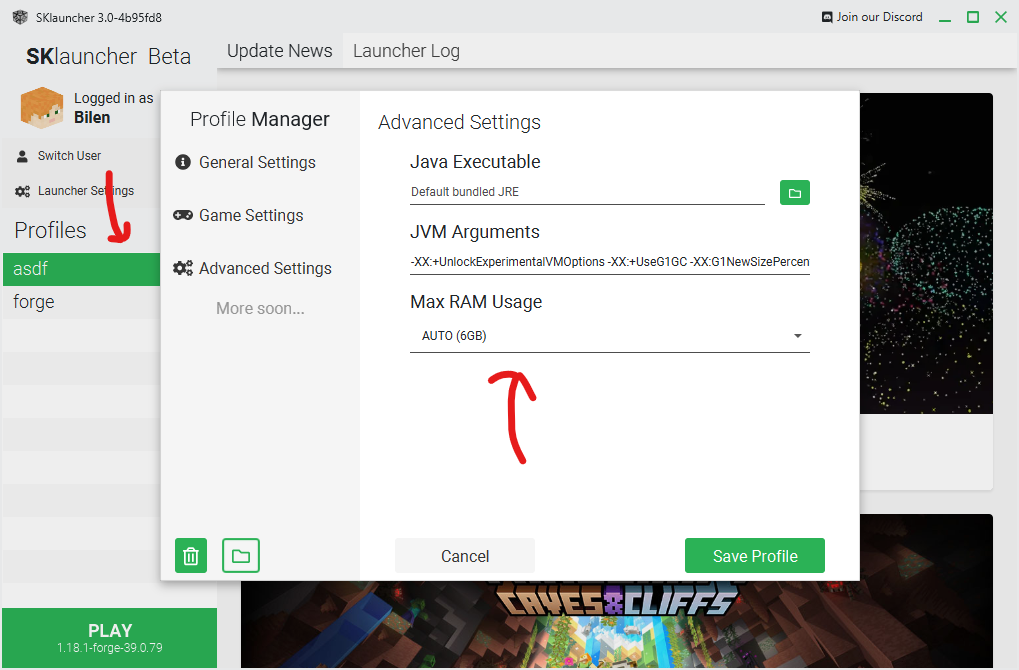 SKlauncher 3.0-4b95fd8
Join our Discord
SKlauncher Beta
Update News
Launcher Log
Logged in as
Bilen
Switch User
Launcher Settings
Profiles
asdf
forge
PLAY
1.18.1-forge-39.0.79
Profile Manager
General Settings
Game Settings
Advanced Settings
More soon...
Advanced Settings
Java Executable
Default bundled JRE
JVM Arguments
-XX:+UnlockExperimentalVMOptions -XX:+UseG1GC -XX:G1NewSizePercen
Max RAM Usage
AUTO (6GB)
Cancel
Save Profile
CAVES & CLIFFS